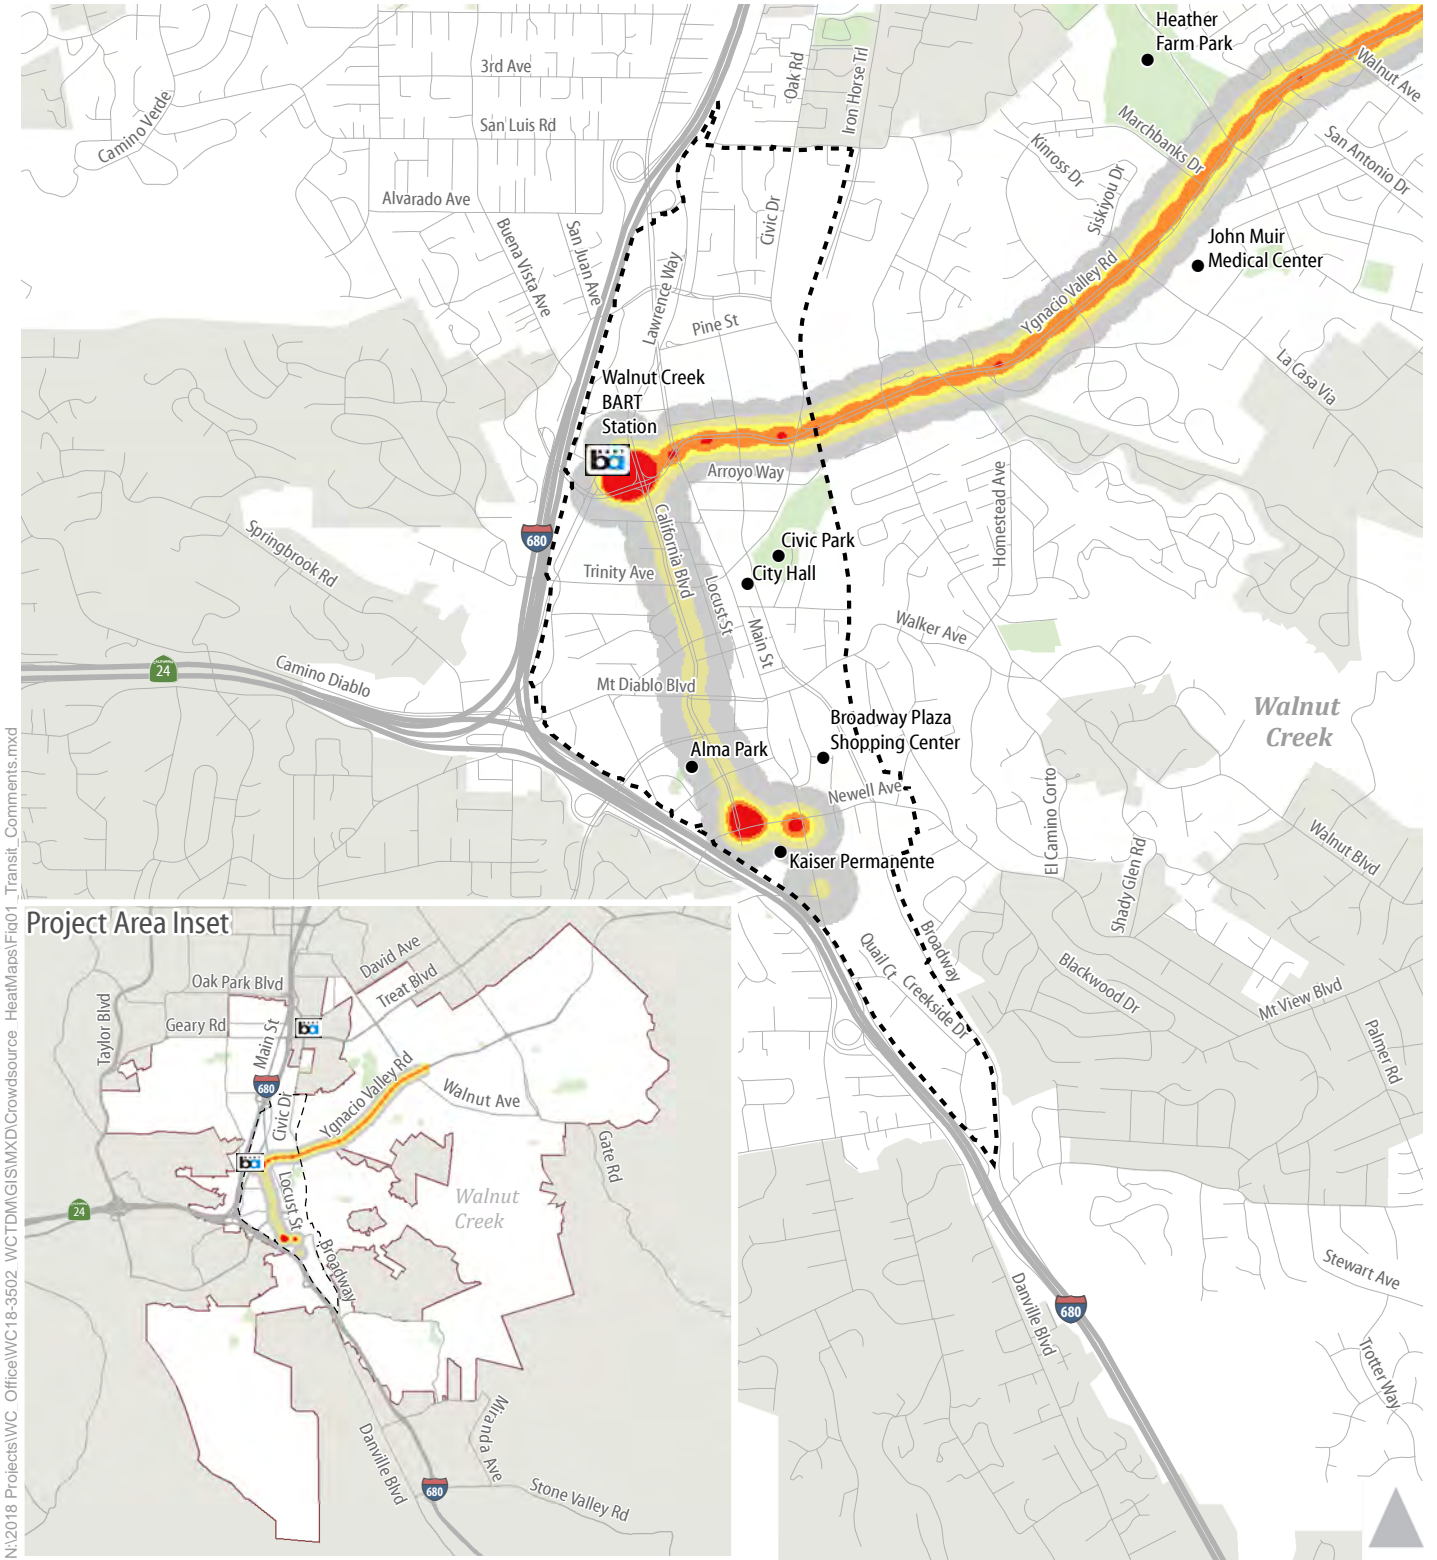 Heather
Farm Park
Walnut Ave
3rd Ave
Oak Rd
Iron Horse Trl
Camino Verde
San Luis Rd
Marchbanks Dr
San Antonio Dr
Kinross Dr
Siskiyou Dr
Alvarado Ave
Civic Dr
Buena Vista Ave
San Juan Ave
John Muir
Medical Center
Lawrence Way
Ygnacio Valley Rd
Pine St
La Casa Via
Walnut Creek
BART
Station
ba
Arroyo Way
Homestead Ave
680
California Blvd
Civic Park
City Hall
Springbrook Rd
Trinity Ave
Locust St
Main St
Walker Ave
24
Camino Diablo
Mt Diablo Blvd
Walnut
Creek
Broadway Plaza
Shopping Center
Alma Park
Newell Ave
El Camino Corto
Walnut Blvd
Shady Glen Rd
Kaiser Permanente
Quail Ct
Broadway
Creekside Dr
Blackwood Dr
Mt View Blvd
Palmer Rd
Stewart Ave
Danville Blvd
680
Trotter Way
Project Area Inset
David Ave
Treat Blvd
Oak Park Blvd
Taylor Blvd
Geary Rd
Main St
ba
680
Civic Dr
Ygnacio Valley Rd
Walnut Ave
Gate Rd
ba
24
Locust St
Walnut
Creek
Broadway
Miranda Ave
Danville Blvd
680
Stone Valley Rd
N:\2018 Projects\WC_Office\WC18-3502_WCTDM\GIS\MXD\Crowdsource_HeatMaps\Fig01_Transit_Comments.mxd